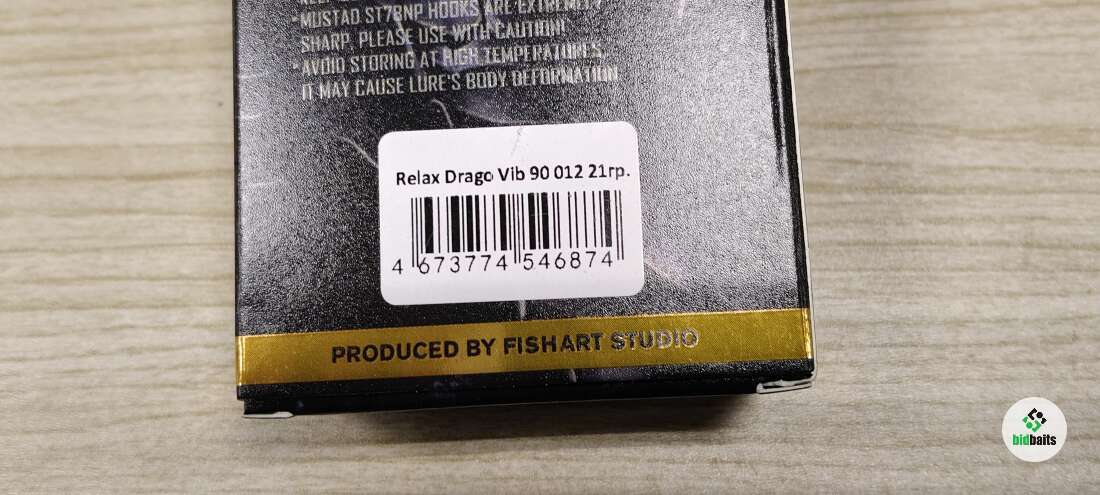 -MUSTAD ST78NP HOOKS ARE EXTREMELY
SHARP. PLEASE USE WITH CAUTION!
-AVOID STORING AT HIGH TEMPERATURES.
IT MAY CAUSE LURE'S BODY DEFORMATION
Relax Drago Vib 90 012 21гр.
4 673774 546874
PRODUCED BY FISHART STUDIO
bidbaits